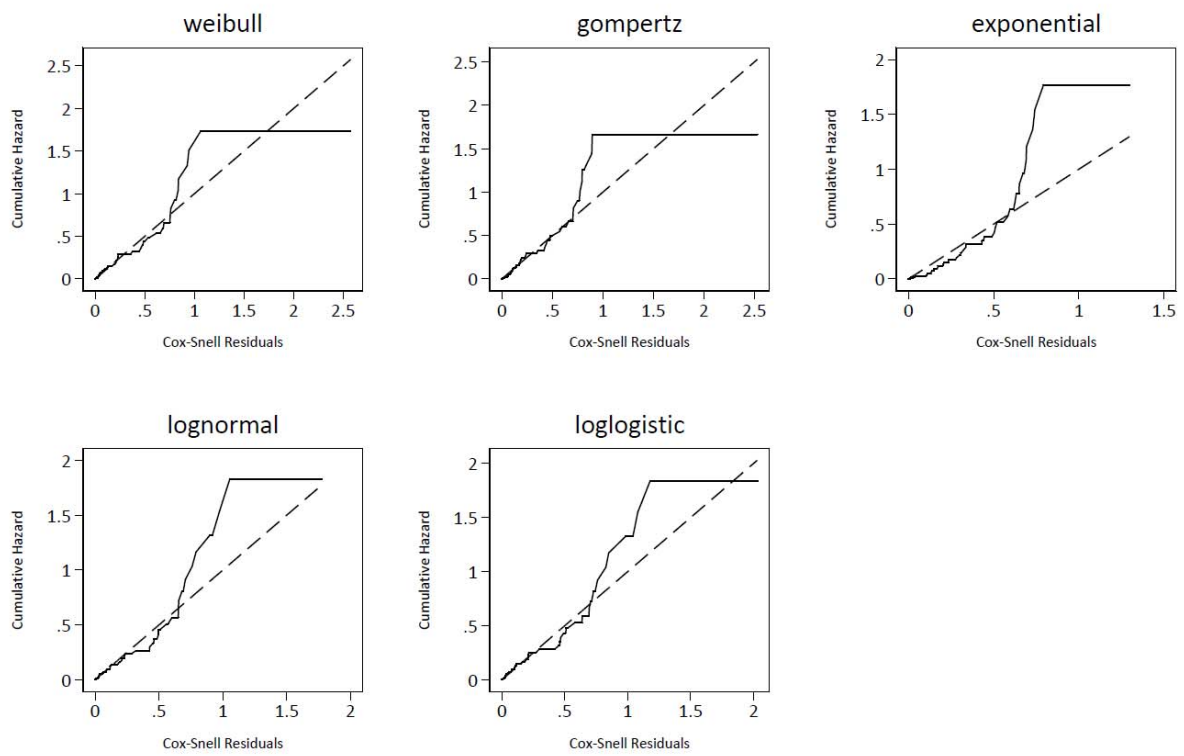 weibull
2.5
2
1.5
1
.5
0
Cumulative Hazard
0 .5 1 1.5 2 2.5
Cox-Snell Residuals
gompertz
2.5
2
1.5
1
.5
0
Cumulative Hazard
0 .5 1 1.5 2 2.5
Cox-Snell Residuals
exponential
2
1.5
1
.5
0
Cumulative Hazard
0 .5 1 1.5
Cox-Snell Residuals
lognormal
2
1.5
1
.5
0
Cumulative Hazard
0 .5 1 1.5 2
Cox-Snell Residuals
loglogistic
2
1.5
1
.5
0
Cumulative Hazard
0 .5 1 1.5 2
Cox-Snell Residuals